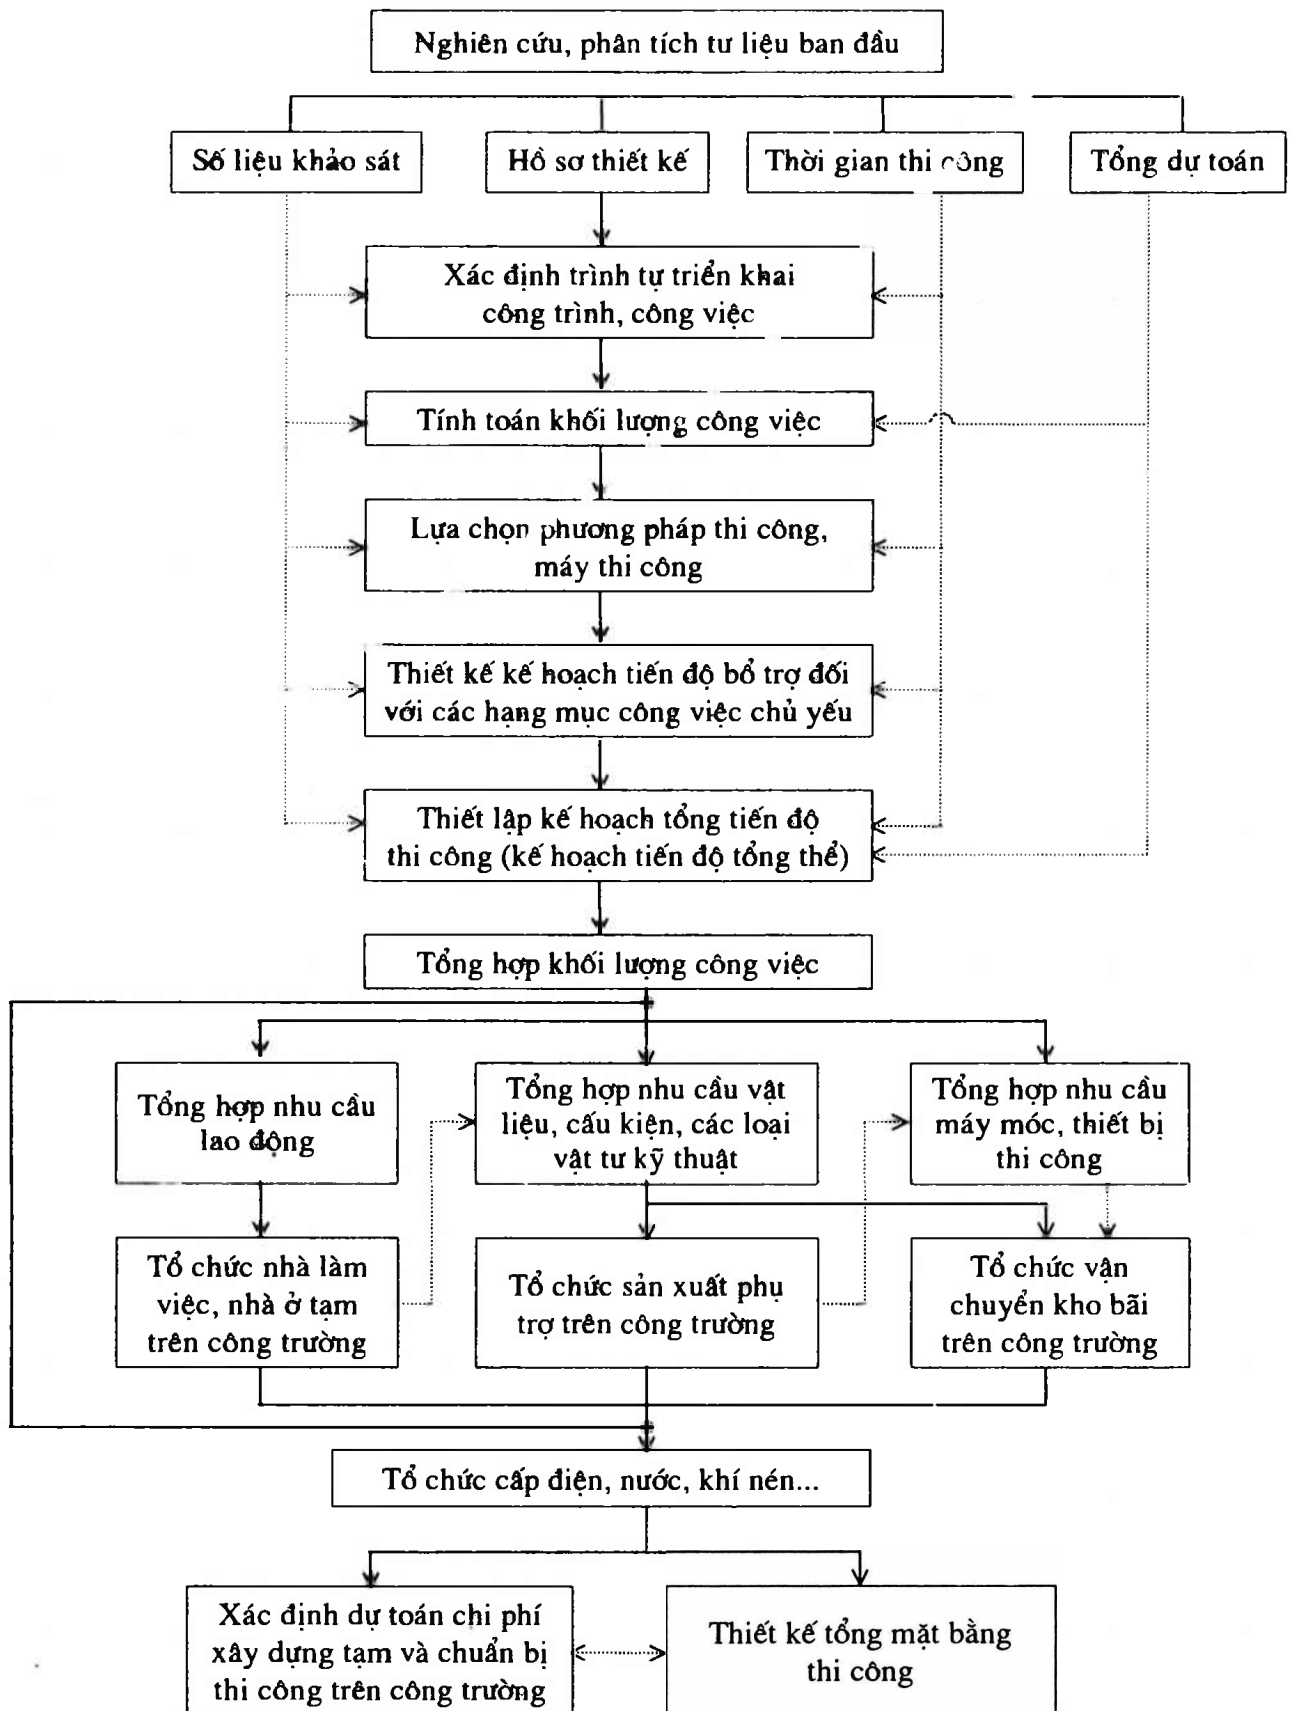 Nghiên cứu, phân tích tư liệu ban đầu
Số liệu khảo sát
Hồ sơ thiết kế
Thời gian thi công
Tổng dự toán
Xác định trình tự triển khai
công trình, công việc
Tính toán khối lượng công việc
Lựa chọn phương pháp thi công,
máy thi công
Thiết kế kế hoạch tiến độ bổ trợ đối
với các hạng mục công việc chủ yếu
Thiết lập kế hoạch tổng tiến độ
thi công (kế hoạch tiến độ tổng thể)
Tổng hợp khối lượng công việc
Tổng hợp nhu cầu
lao động
Tổng hợp nhu cầu vật
liệu, cấu kiện, các loại
vật tư kỹ thuật
Tổng hợp nhu cầu
máy móc, thiết bị
thi công
Tổ chức nhà làm
việc, nhà ở tạm
trên công trường
Tổ chức sản xuất phụ
trợ trên công trường
Tổ chức vận
chuyển kho bãi
trên công trường
Tổ chức cấp điện, nước, khí nén...
Xác định dự toán chi phí
xây dựng tạm và chuẩn bị
thi công trên công trường
Thiết kế tổng mặt bằng
thi công